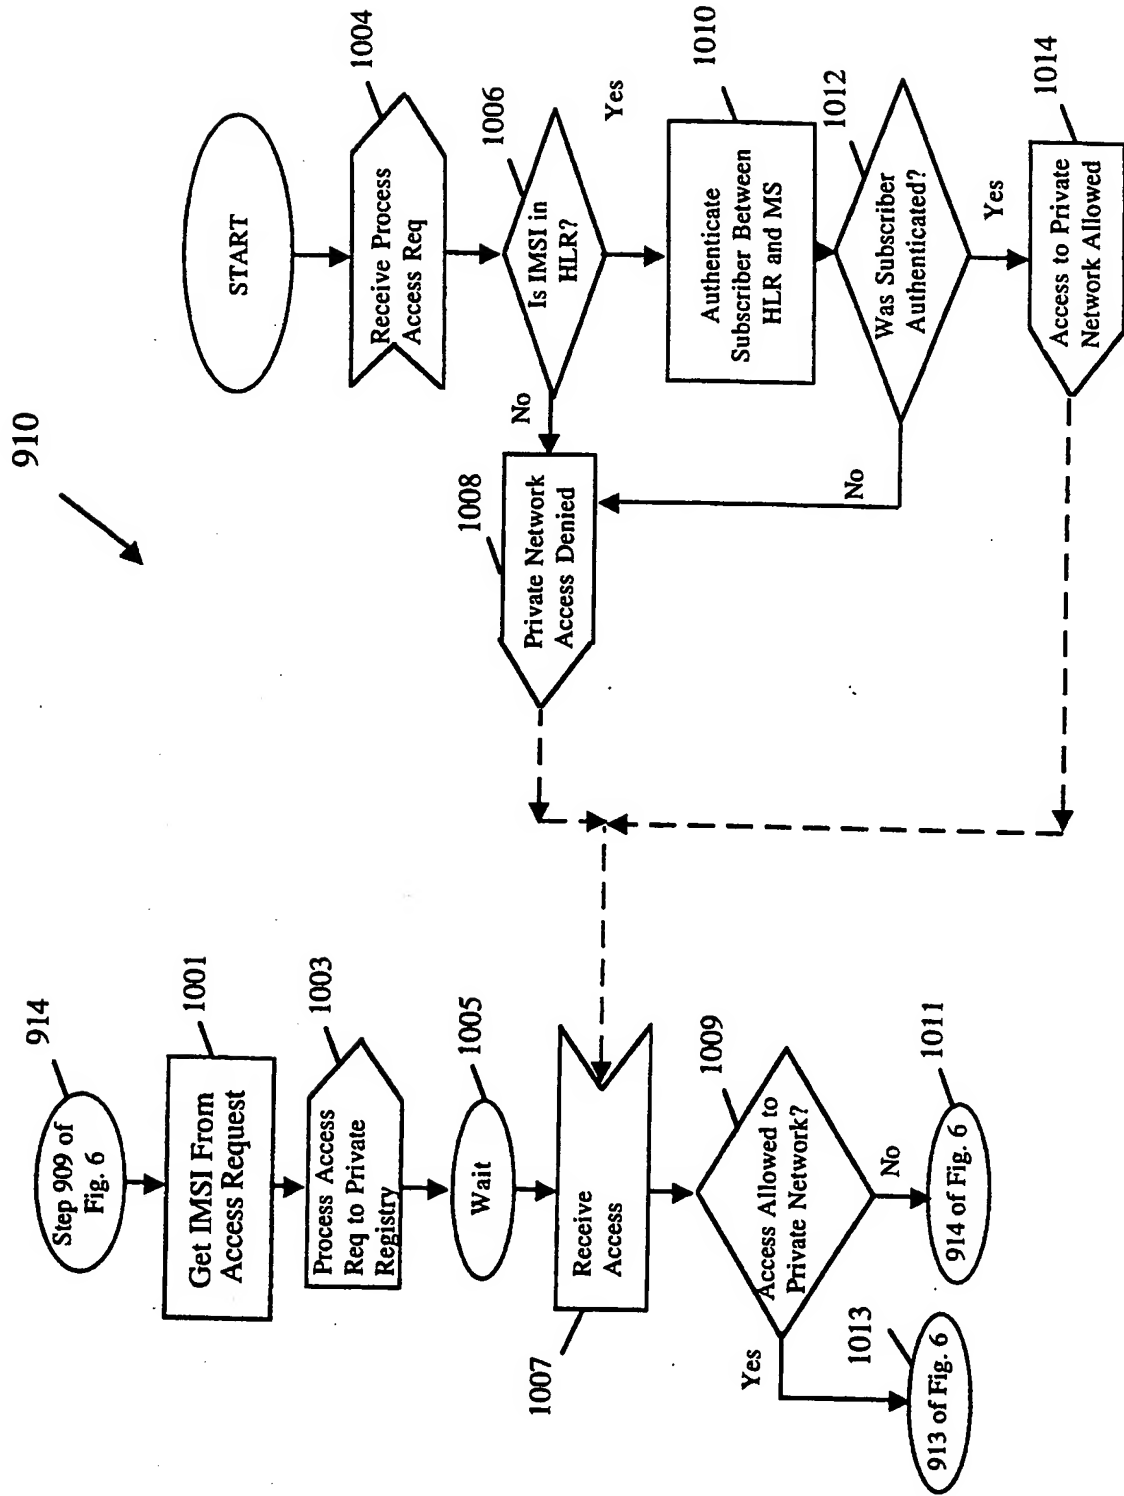 910
914
Step 909 of
Fig. 6
1001
Get IMSI From
Access Request
1003
Process Access
Req to Private
Registry
1005
Wait
Receive
Access
1007
1009
Access Allowed to
Private Network?
Yes
No
1013
913 of Fig. 6
1011
914 of Fig. 6
START
1004
Receive Process
Access Req
1006
Is IMSI in
HLR?
No
Yes
1008
Private Network
Access Denied
1010
Authenticate
Subscriber Between
HLR and MS
1012
Was Subscriber
Authenticated?
No
Yes
1014
Access to Private
Network Allowed